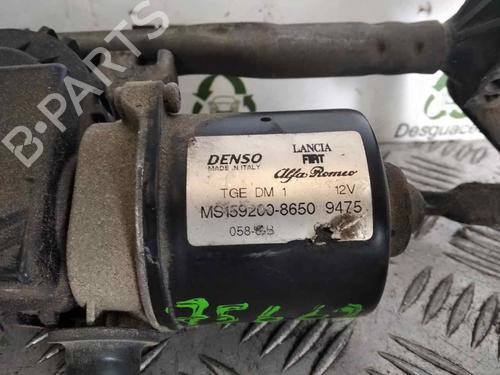 B-PARTS
Desguace
DENSO
MADE IN ITALY
LANCIA
FIAT
Alfa Romeo
TGE DM 1 12V
MS159200-8650 9475